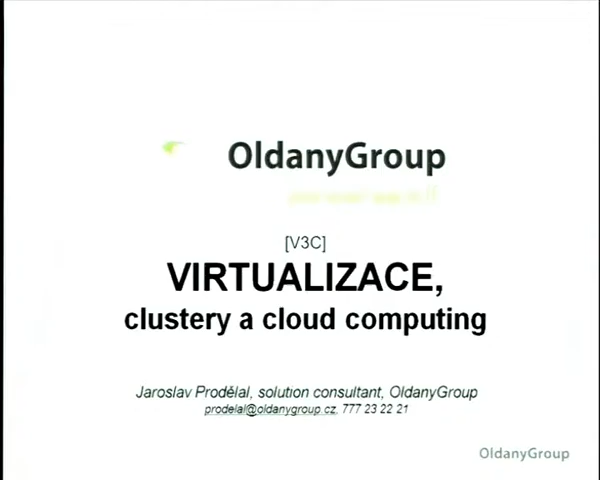 OldanyGroup
[V3C]
VIRTUALIZACE,
clustery a cloud computing
Jaroslav Prodělal, solution consultant, OldanyGroup
prodelal@oldanygroup.cz, 777 23 22 21
OldanyGroup